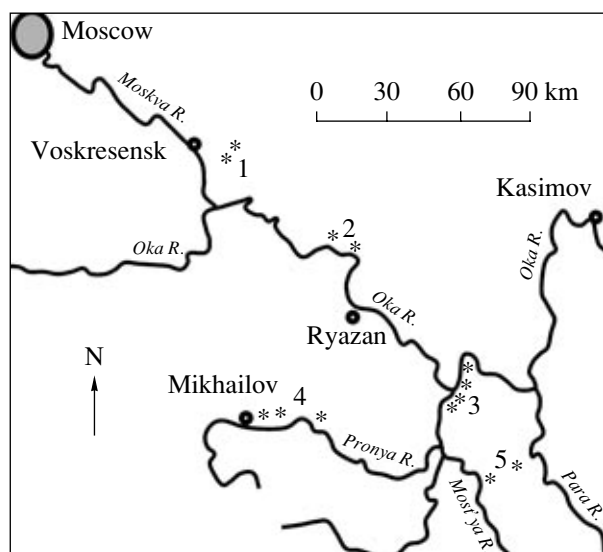 Moscow
Moskva R.
0 30 60 90 km
Voskresensk
1
Kasimov
2
Oka R.
Oka R.
Oka R.
Ryazan
N
Mikhailov
4
3
Pronya R.
5
Most'ya R
Para R.